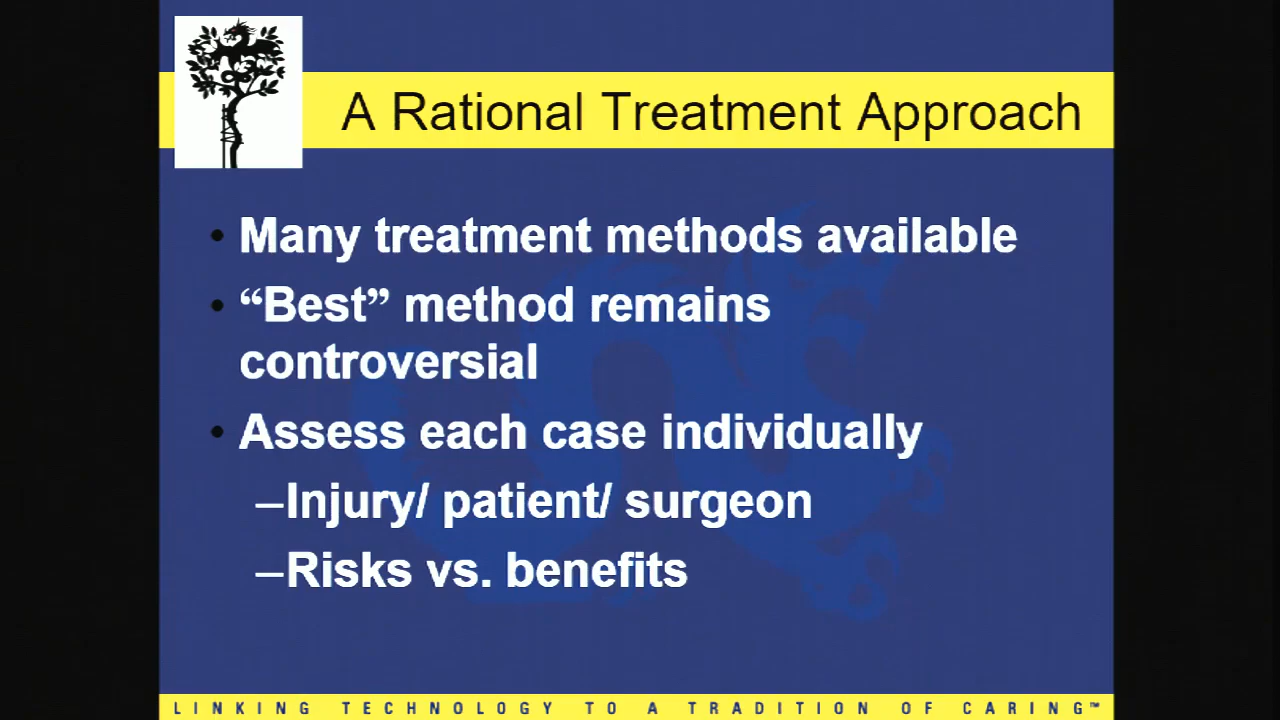 A Rational Treatment Approach
• Many treatment methods available
• “Best” method remains
controversial
• Assess each case individually
–Injury/ patient/ surgeon
–Risks vs. benefits
LINKING TECHNOLOGY TO A TRADITION OF CARING™